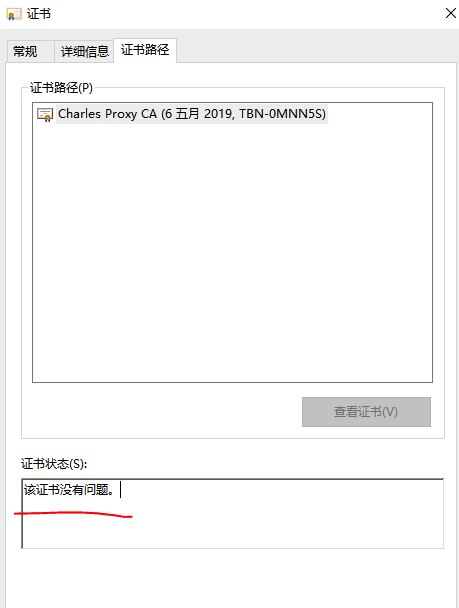 证书
常规 详细信息 证书路径
证书路径(P)
Charles Proxy CA (6 五月 2019, TBN-0MNN5S)
查看证书(V)
证书状态(S):
该证书没有问题。